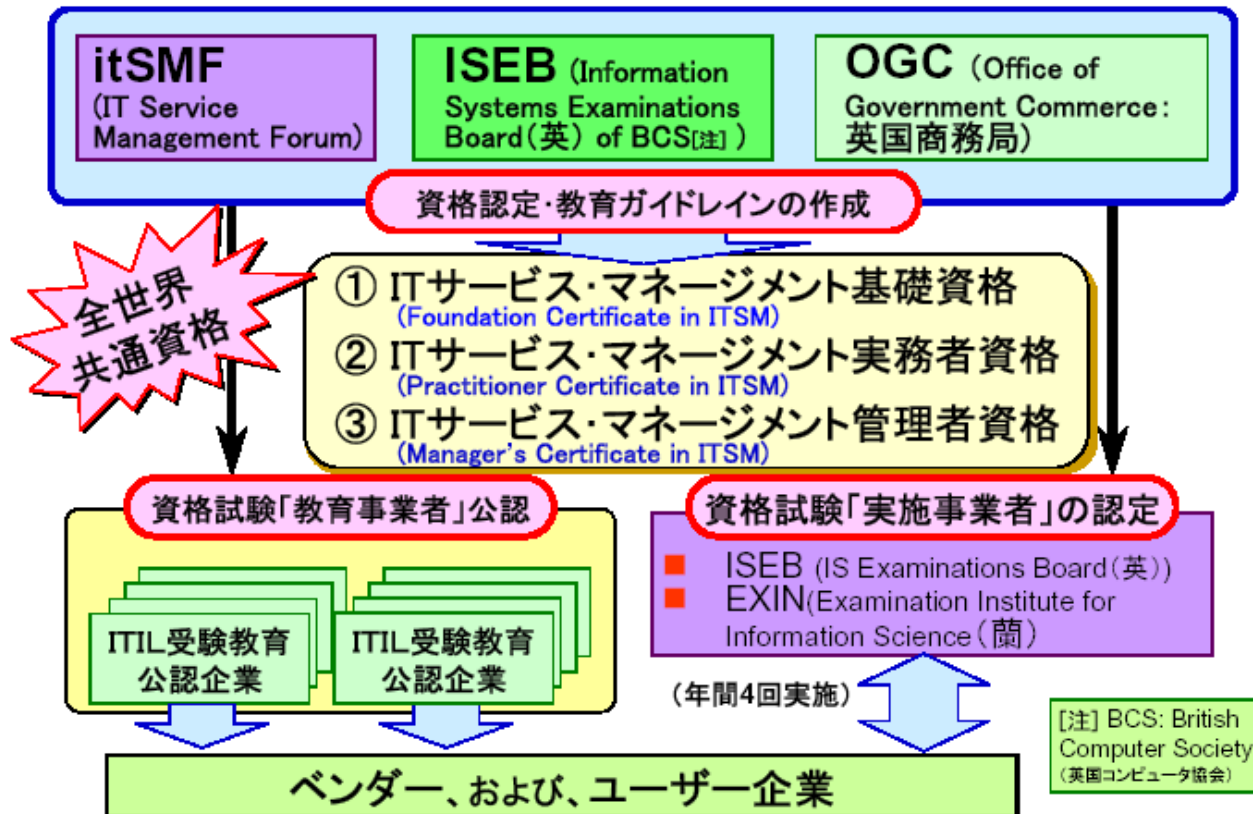 itSMF
(IT Service
Management Forum)
ISEB (Information
Systems Examinations
Board(英) of BCS[注] )
OGC (Office of
Government Commerce:
英国商務局)
資格認定・教育ガイドレインの作成
全世界
共通資格
① ITサービス・マネージメント基礎資格
(Foundation Certificate in ITSM)
② ITサービス・マネージメント実務者資格
(Practitioner Certificate in ITSM)
③ ITサービス・マネージメント管理者資格
(Manager's Certificate in ITSM)
資格試験「教育事業者」公認
ITIL受験教育
公認企業
ITIL受験教育
公認企業
資格試験「実施事業者」の認定
■ ISEB (IS Examinations Board(英))
■ EXIN(Examination Institute for
Information Science(蘭)
(年間4回実施)
[注] BCS: British
Computer Society
(英国コンピュータ協会)
ベンダー、および、ユーザー企業